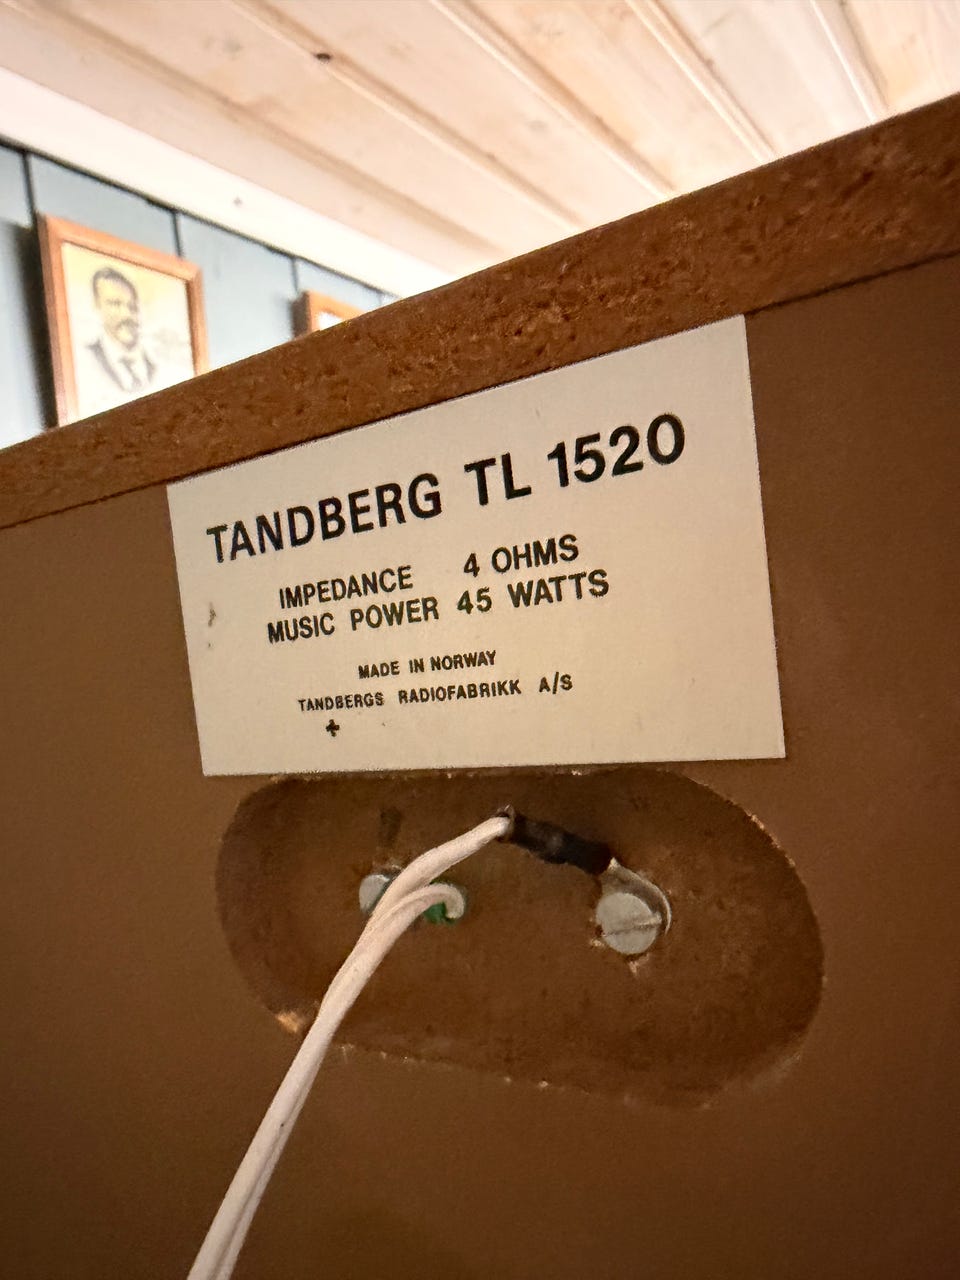 TANDBERG TL 1520
IMPEDANCE 4 OHMS
MUSIC POWER 45 WATTS
MADE IN NORWAY
TANDBERGS RADIOFABRIKK A/S
+